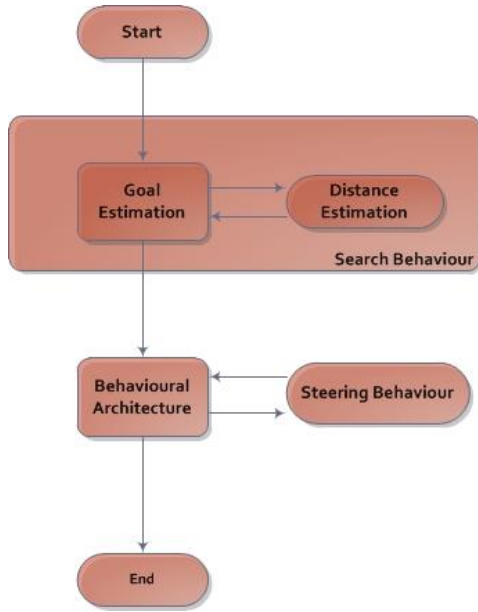 Start
Goal
Estimation
Distance
Estimation
Search Behaviour
Behavioural
Architecture
Steering Behaviour
End